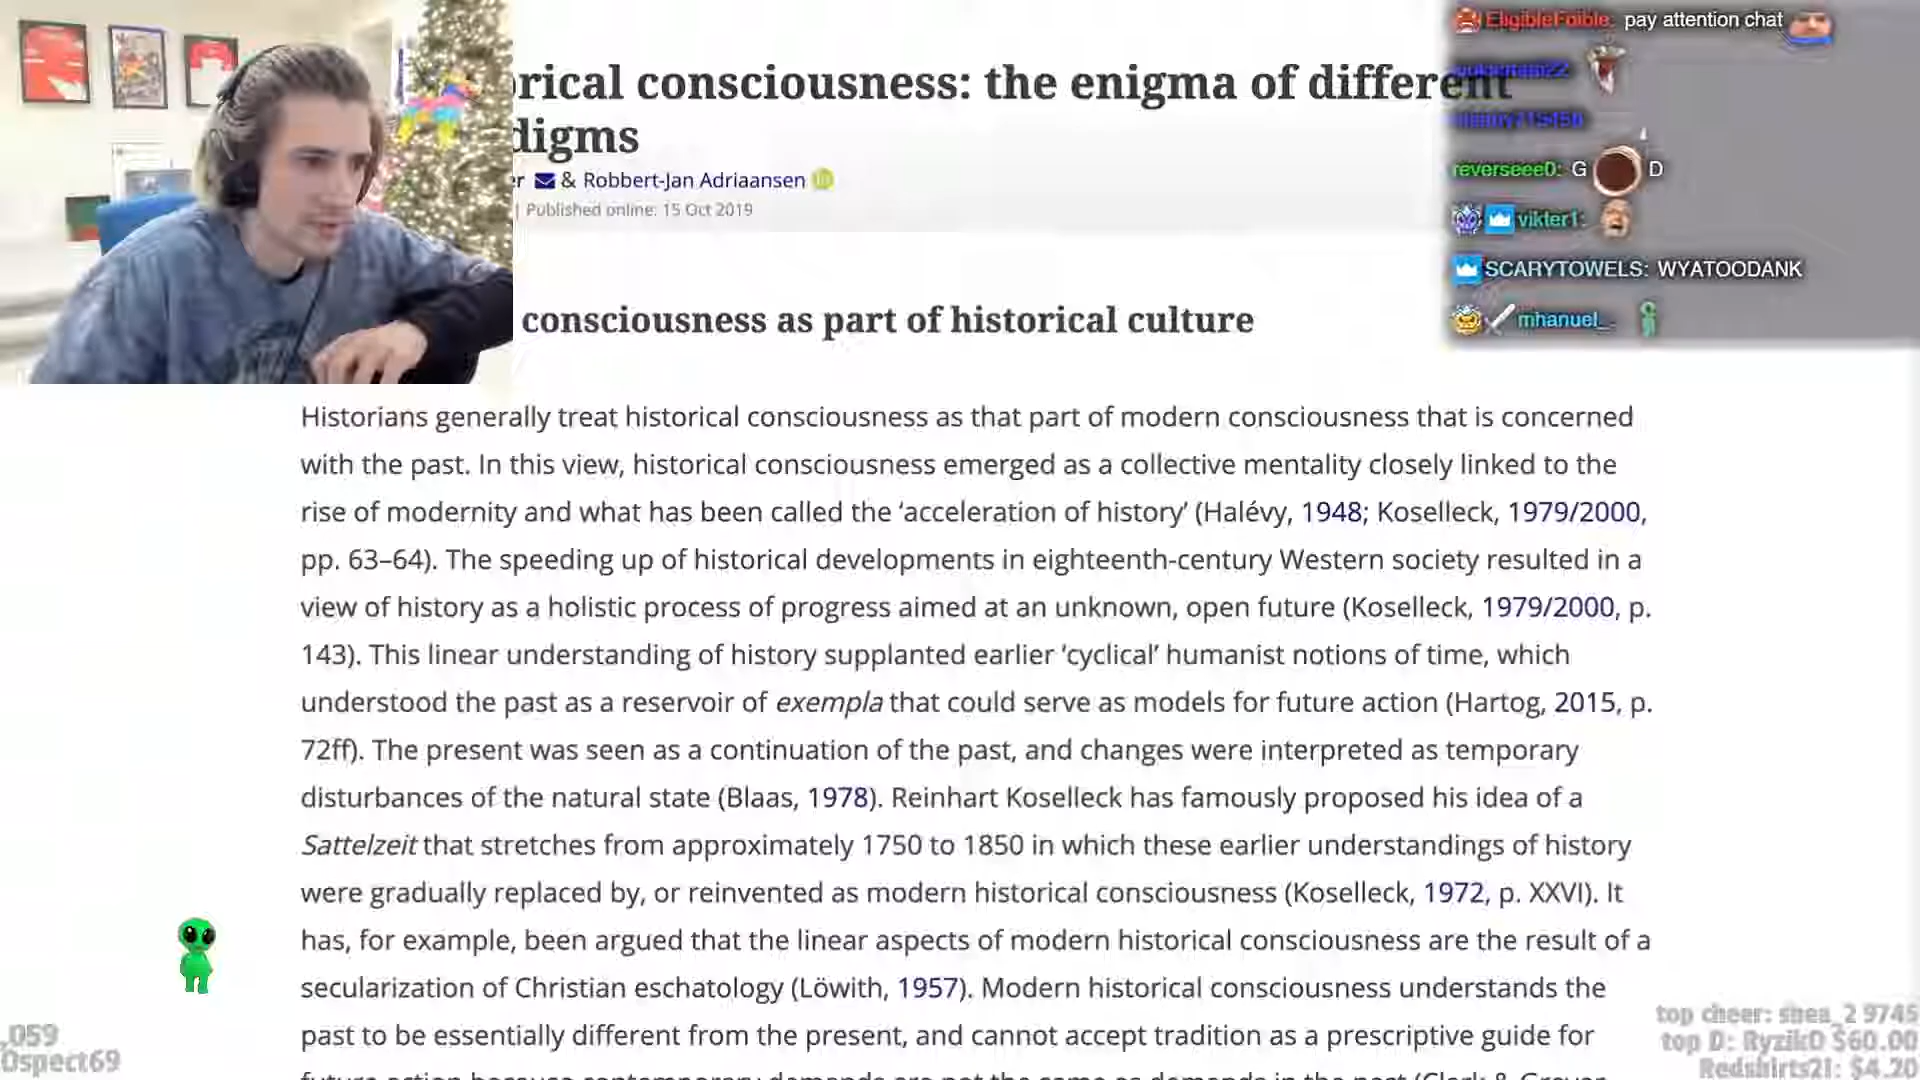 orical consciousness: the enigma of different
digms
er & Robbert-Jan Adriaansen
| Published online: 15 Oct 2019
consciousness as part of historical culture
Historians generally treat historical consciousness as that part of modern consciousness that is concerned
with the past. In this view, historical consciousness emerged as a collective mentality closely linked to the
rise of modernity and what has been called the ‘acceleration of history’ (Halévy, 1948; Koselleck, 1979/2000,
pp. 63–64). The speeding up of historical developments in eighteenth-century Western society resulted in a
view of history as a holistic process of progress aimed at an unknown, open future (Koselleck, 1979/2000, p.
143). This linear understanding of history supplanted earlier ‘cyclical’ humanist notions of time, which
understood the past as a reservoir of exempla that could serve as models for future action (Hartog, 2015, p.
72ff). The present was seen as a continuation of the past, and changes were interpreted as temporary
disturbances of the natural state (Blaas, 1978). Reinhart Koselleck has famously proposed his idea of a
Sattelzeit that stretches from approximately 1750 to 1850 in which these earlier understandings of history
were gradually replaced by, or reinvented as modern historical consciousness (Koselleck, 1972, p. XXVI). It
has, for example, been argued that the linear aspects of modern historical consciousness are the result of a
secularization of Christian eschatology (Löwith, 1957). Modern historical consciousness understands the
past to be essentially different from the present, and cannot accept tradition as a prescriptive guide for
EligibleFoible: pay attention chat
reverseee0: G D
vikter1:
SCARYTOWELS: WYATOODANK
mhanuel_:
,059
0spect69
top cheer: shea_2 9745
top D: RyzikO $60.00
Redshirts21: $4.20